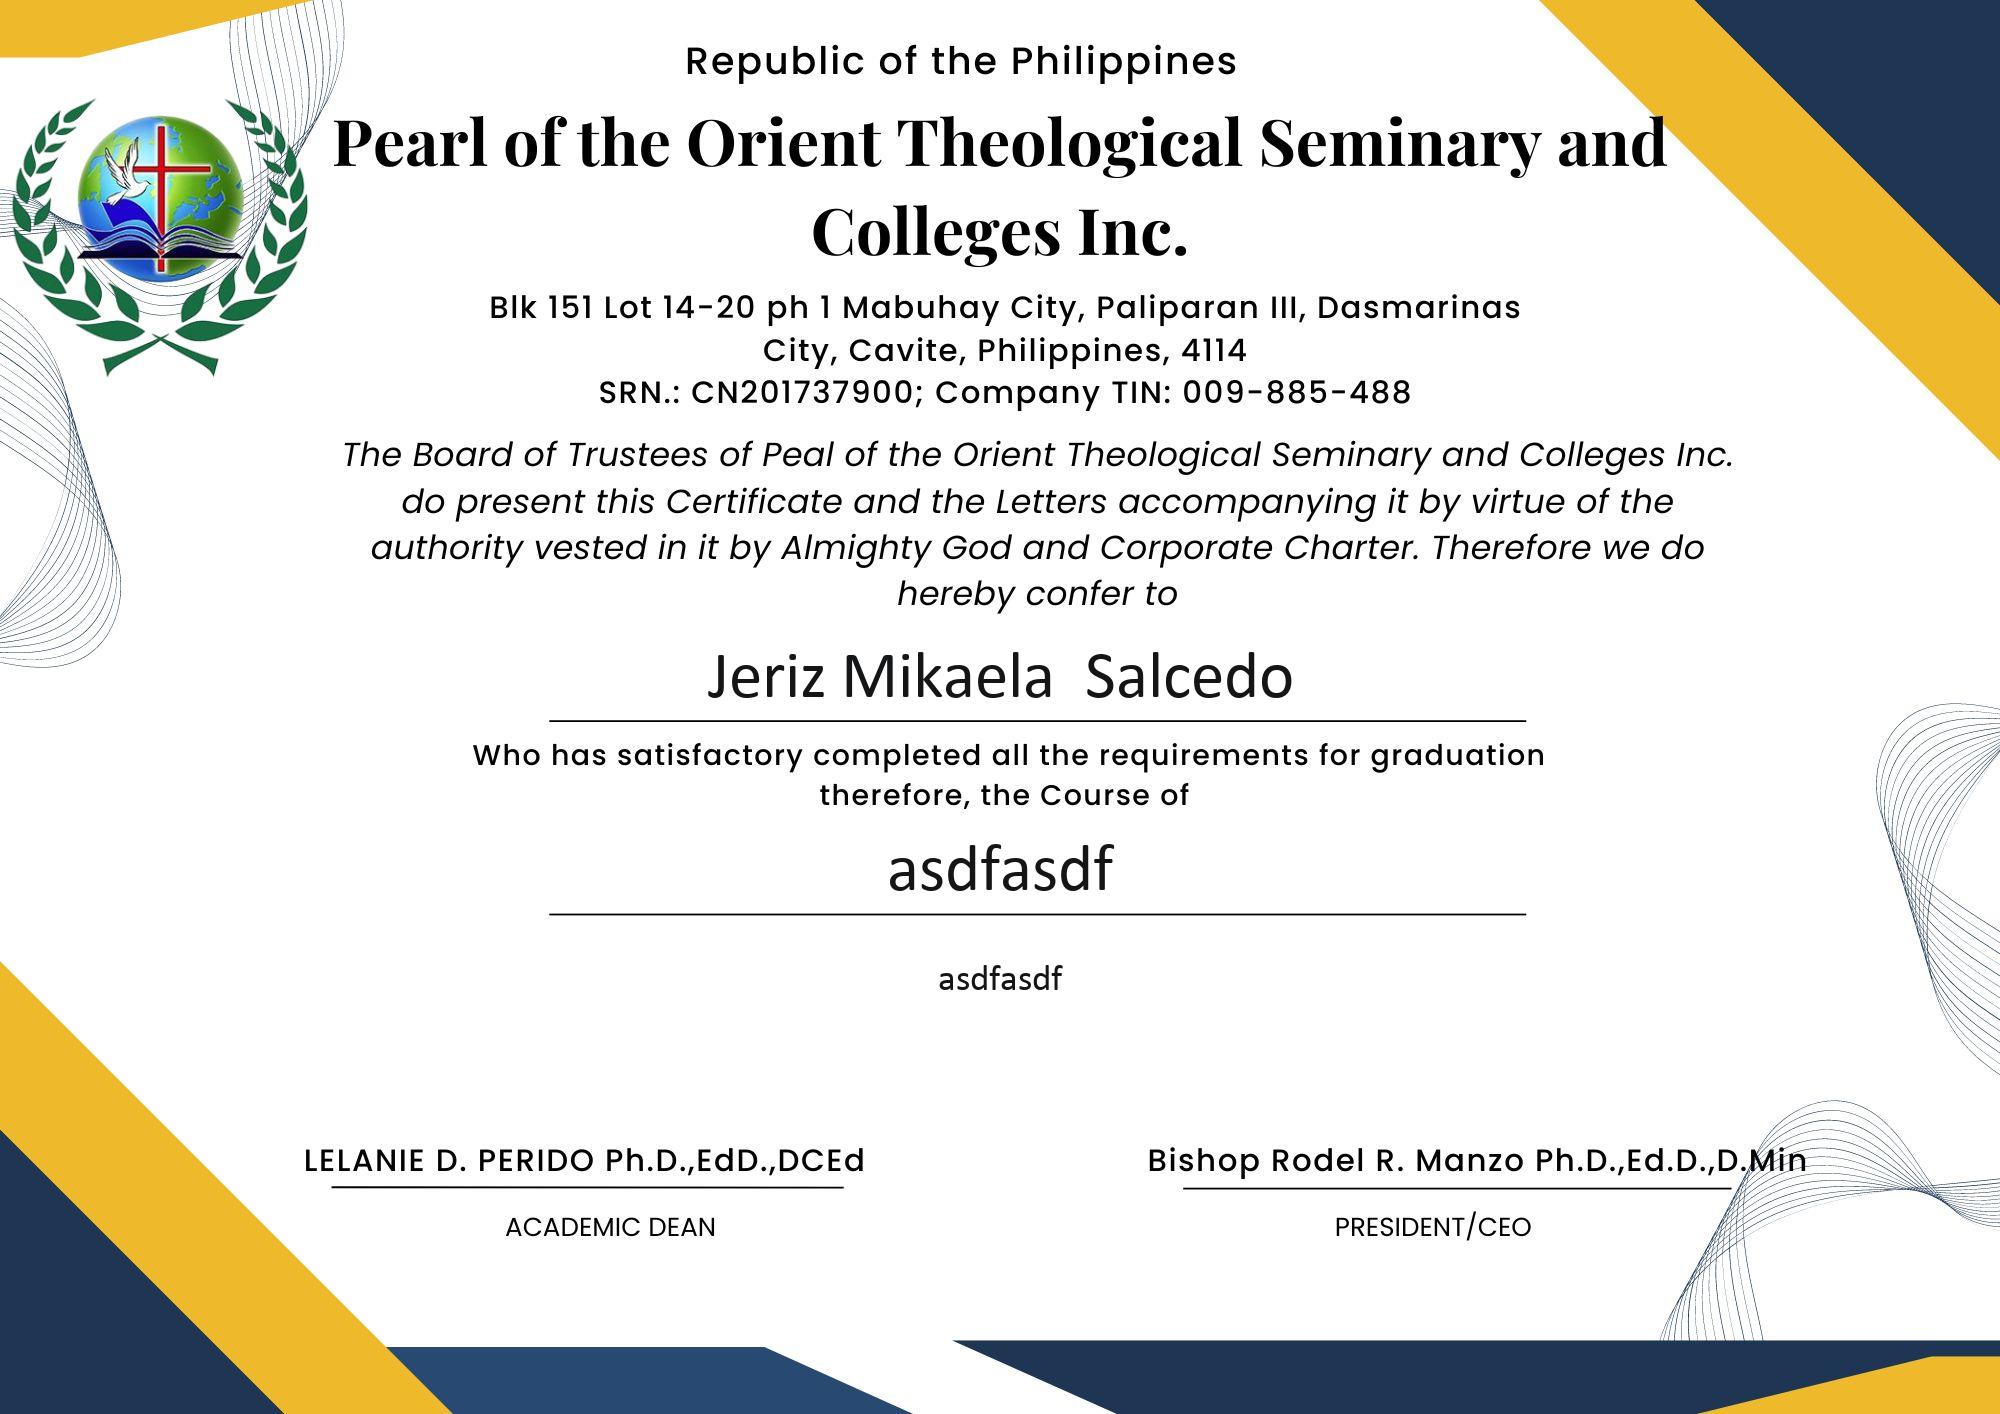 Republic of the Philippines
Pearl of the Orient Theological Seminary and
Colleges Inc.
Blk 151 Lot 14-20 ph 1 Mabuhay City, Paliparan III, Dasmarinas
City, Cavite, Philippines, 4114
SRN.: CN201737900; Company TIN: 009-885-488
The Board of Trustees of Peal of the Orient Theological Seminary and Colleges Inc.
do present this Certificate and the Letters accompanying it by virtue of the
authority vested in it by Almighty God and Corporate Charter. Therefore we do
hereby confer to
Jeriz Mikaela  Salcedo
Who has satisfactory completed all the requirements for graduation
therefore, the Course of
asdfasdf
asdfasdf
LELANIE D. PERIDO Ph.D.,EdD.,DCEd
ACADEMIC DEAN
Bishop Rodel R. Manzo Ph.D.,Ed.D.,D.Min
PRESIDENT/CEO